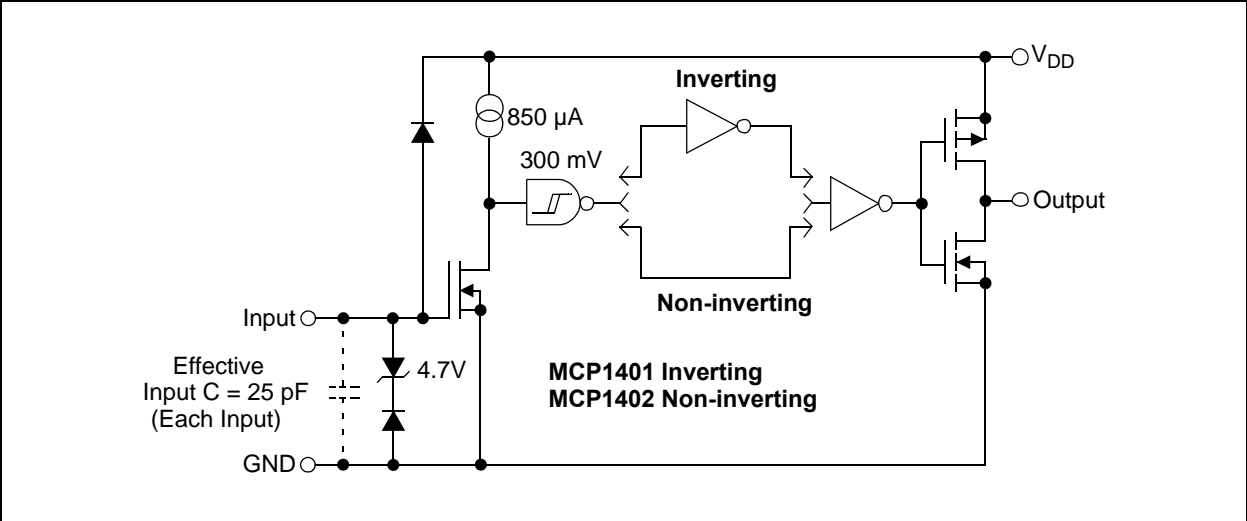 V_DD
Inverting
850 µA
300 mV
Output
Non-inverting
Input
Effective
Input C = 25 pF
(Each Input)
4.7V
MCP1401 Inverting
MCP1402 Non-inverting
GND